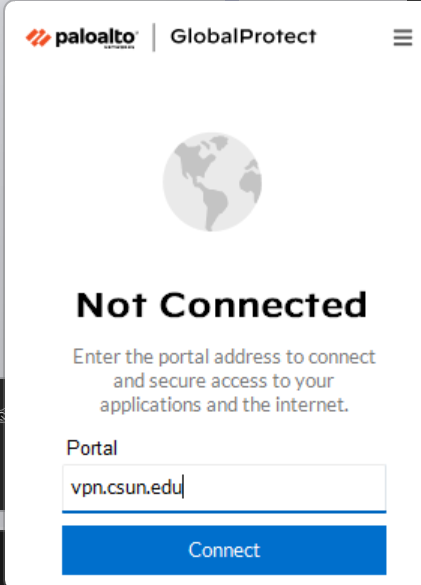 paloalto | GlobalProtect
NETWORKS
Not Connected
Enter the portal address to connect
and secure access to your
applications and the internet.
Portal
vpn.csun.edu
Connect